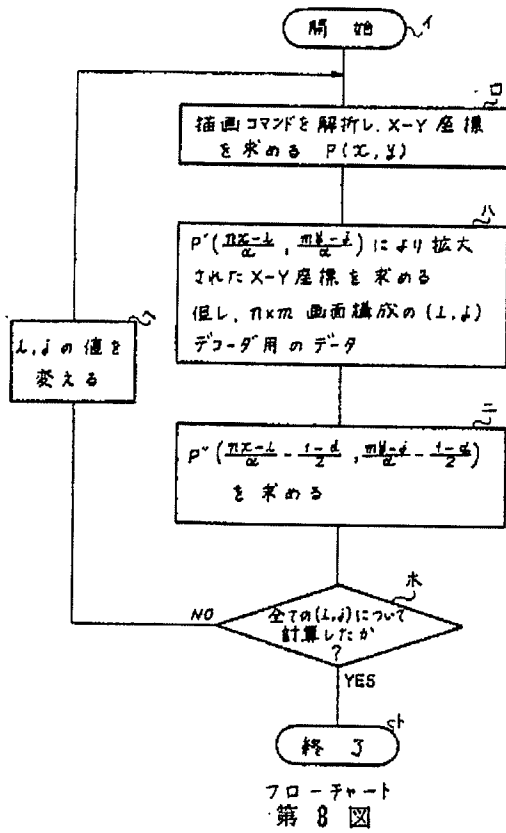 開始
イ
ロ
描画コマンドを解析し、X-Y座標
を求める P(x, y)
ハ
P′(nx-i/α , my-j/α) により拡大
されたX-Y座標を求める
但し、n×m 画面構成の(i, j)
デコーダ用のデータ
ヘ
i, j の値を
変える
ニ
P″(nx-i/α - 1-α/2 , my-j/α - 1-α/2)
を求める
ホ
全ての(i,j)について
計算したか
?
NO
YES
ト
終了
フローチャート
第8図